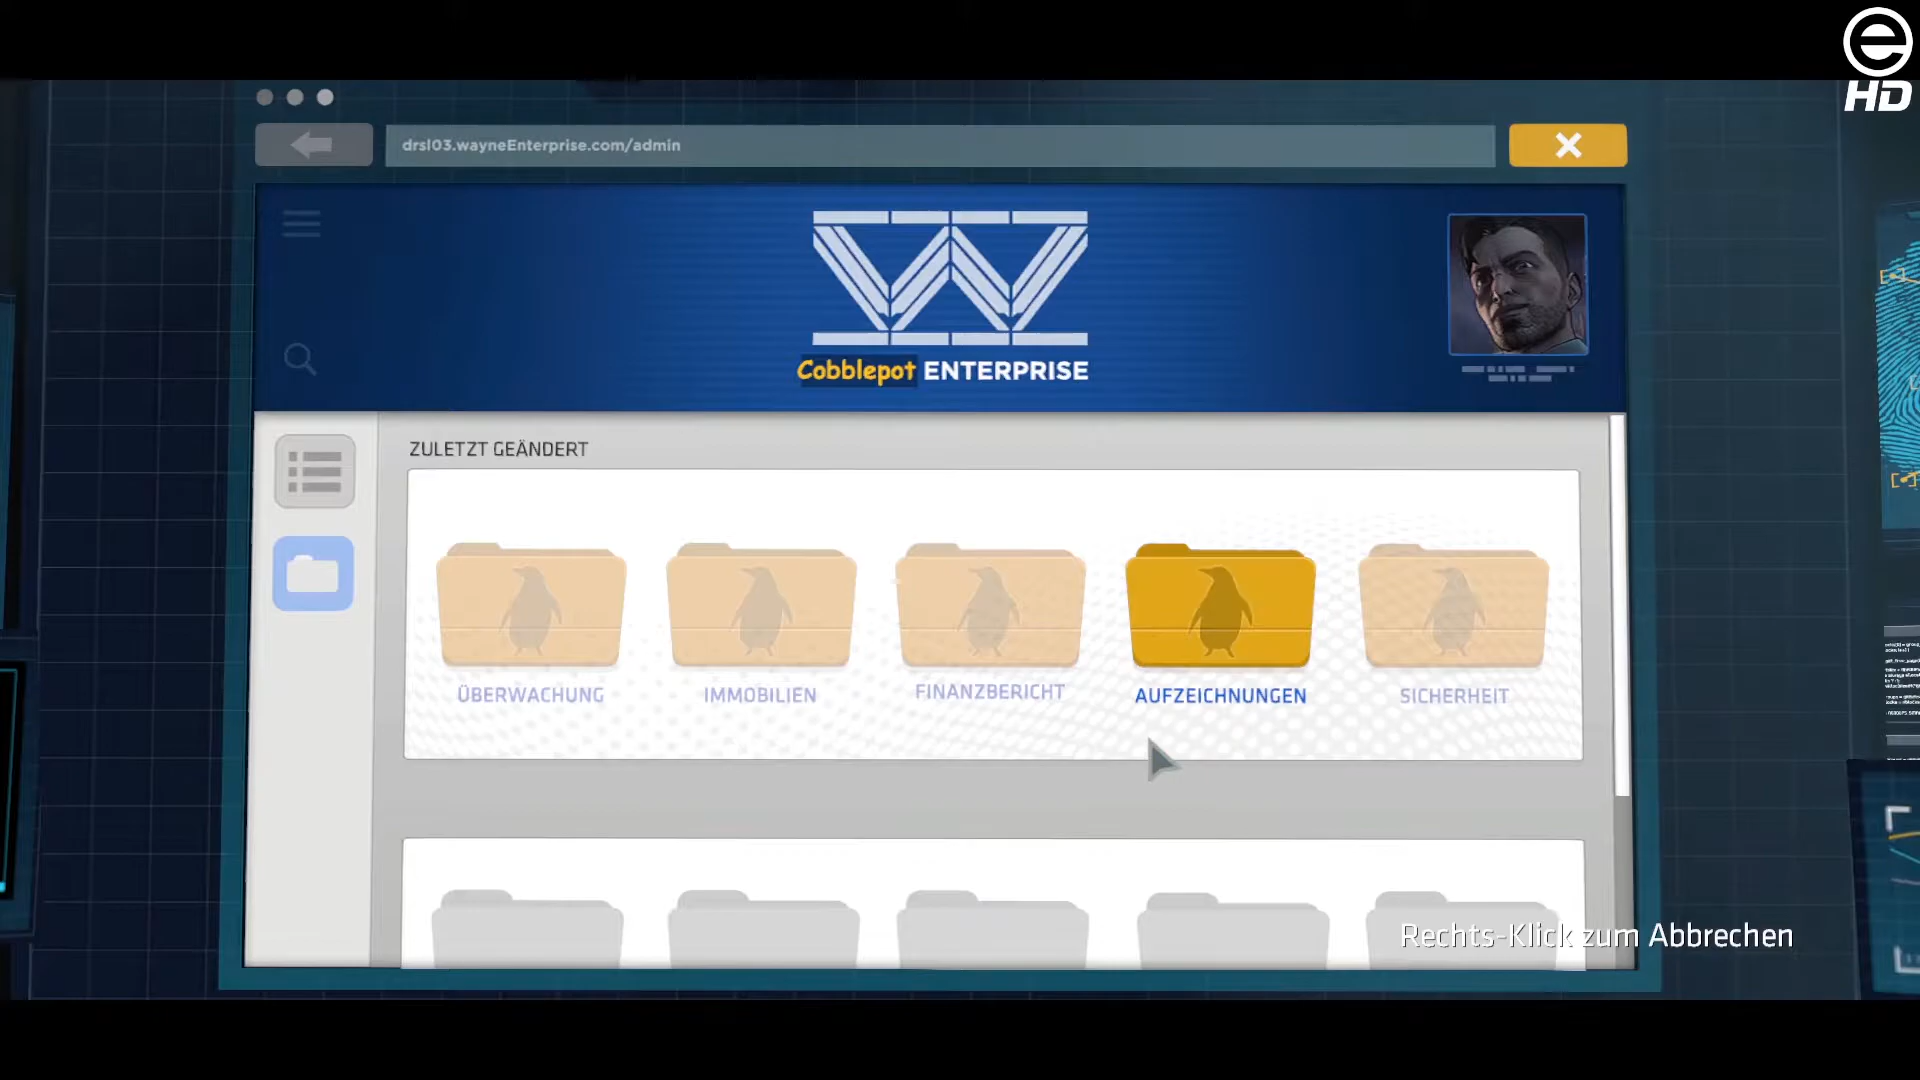 e
HD
drsl03.wayneEnterprise.com/admin
W
Cobblepot ENTERPRISE
ZULETZT GEÄNDERT
ÜBERWACHUNG
IMMOBILIEN
FINANZBERICHT
AUFZEICHNUNGEN
SICHERHEIT
Rechts-Klick zum Abbrechen